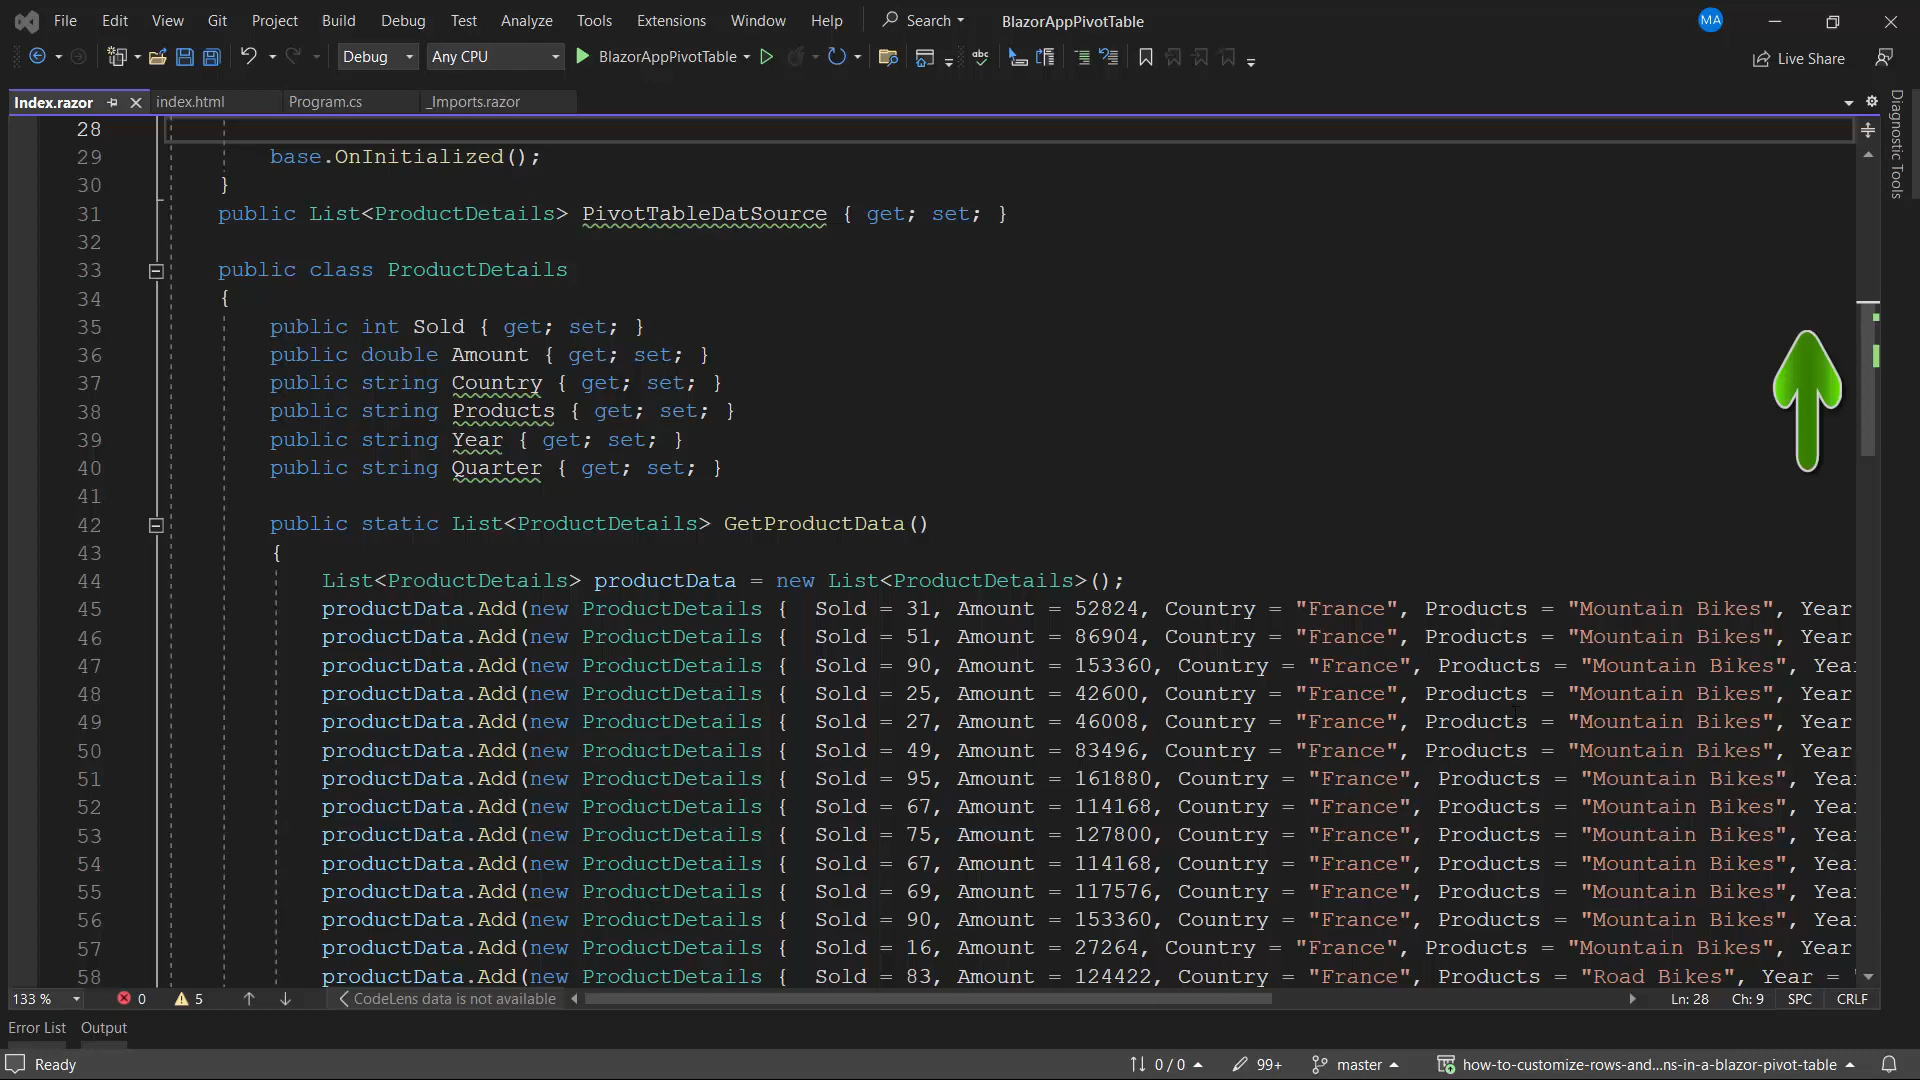 File Edit View Git Project Build Debug Test Analyze Tools Extensions Window Help Search BlazorAppPivotTable MA
Debug Any CPU BlazorAppPivotTable abc Live Share
Index.razor index.html Program.cs _Imports.razor
Diagnostic Tools
28
29 base.OnInitialized();
30 }
31 public List<ProductDetails> PivotTableDatSource { get; set; }
32
33 public class ProductDetails
34 {
35 public int Sold { get; set; }
36 public double Amount { get; set; }
37 public string Country { get; set; }
38 public string Products { get; set; }
39 public string Year { get; set; }
40 public string Quarter { get; set; }
41
42 public static List<ProductDetails> GetProductData()
43 {
44 List<ProductDetails> productData = new List<ProductDetails>();
45 productData.Add(new ProductDetails { Sold = 31, Amount = 52824, Country = "France", Products = "Mountain Bikes", Year
46 productData.Add(new ProductDetails { Sold = 51, Amount = 86904, Country = "France", Products = "Mountain Bikes", Year
47 productData.Add(new ProductDetails { Sold = 90, Amount = 153360, Country = "France", Products = "Mountain Bikes", Year
48 productData.Add(new ProductDetails { Sold = 25, Amount = 42600, Country = "France", Products = "Mountain Bikes", Year
49 productData.Add(new ProductDetails { Sold = 27, Amount = 46008, Country = "France", Products = "Mountain Bikes", Year
50 productData.Add(new ProductDetails { Sold = 49, Amount = 83496, Country = "France", Products = "Mountain Bikes", Year
51 productData.Add(new ProductDetails { Sold = 95, Amount = 161880, Country = "France", Products = "Mountain Bikes", Year
52 productData.Add(new ProductDetails { Sold = 67, Amount = 114168, Country = "France", Products = "Mountain Bikes", Year
53 productData.Add(new ProductDetails { Sold = 75, Amount = 127800, Country = "France", Products = "Mountain Bikes", Year
54 productData.Add(new ProductDetails { Sold = 67, Amount = 114168, Country = "France", Products = "Mountain Bikes", Year
55 productData.Add(new ProductDetails { Sold = 69, Amount = 117576, Country = "France", Products = "Mountain Bikes", Year
56 productData.Add(new ProductDetails { Sold = 90, Amount = 153360, Country = "France", Products = "Mountain Bikes", Year
57 productData.Add(new ProductDetails { Sold = 16, Amount = 27264, Country = "France", Products = "Mountain Bikes", Year
58 productData.Add(new ProductDetails { Sold = 83, Amount = 124422, Country = "France", Products = "Road Bikes", Year = "
133 % 0 5 CodeLens data is not available Ln: 28 Ch: 9 SPC CRLF
Error List Output
Ready 0 / 0 99+ master how-to-customize-rows-and...ns-in-a-blazor-pivot-table